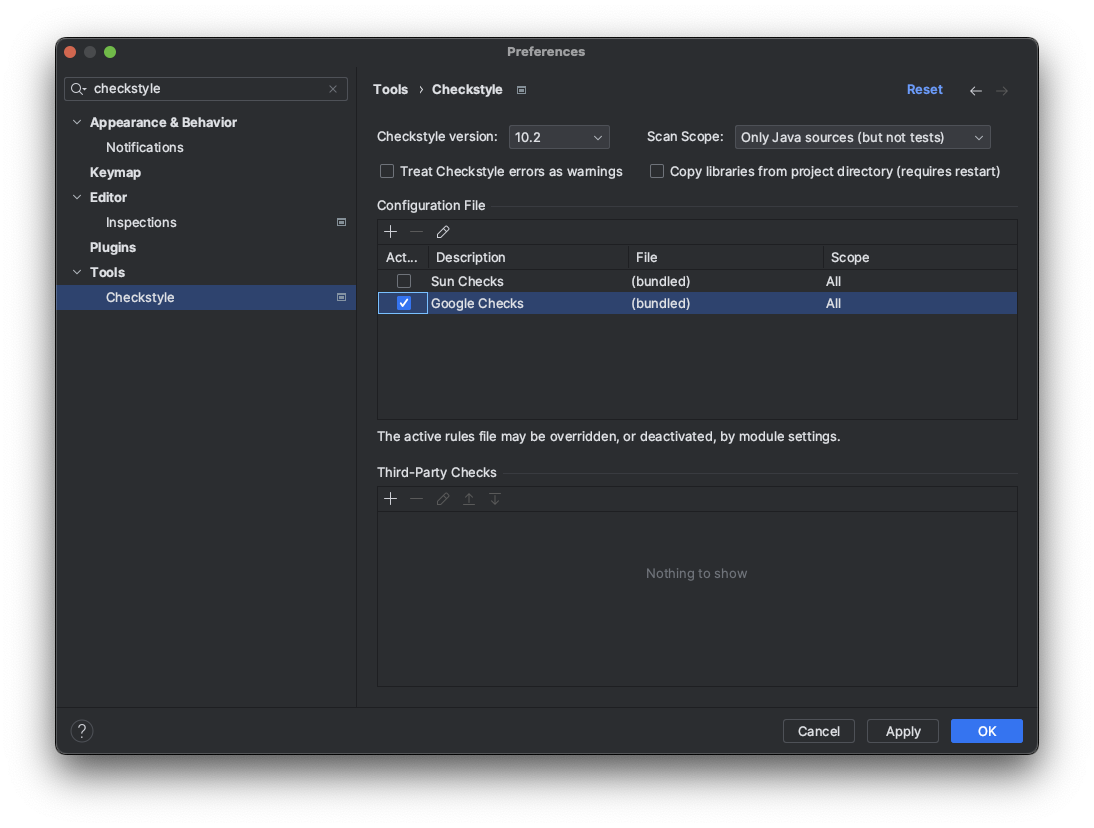 Preferences
checkstyle
Appearance & Behavior
Notifications
Keymap
Editor
Inspections
Plugins
Tools
Checkstyle
Tools › Checkstyle
Reset
Checkstyle version: 10.2
Scan Scope: Only Java sources (but not tests)
Treat Checkstyle errors as warnings
Copy libraries from project directory (requires restart)
Configuration File
Act... Description File Scope
Sun Checks (bundled) All
Google Checks (bundled) All
The active rules file may be overridden, or deactivated, by module settings.
Third-Party Checks
Nothing to show
?
Cancel
Apply
OK